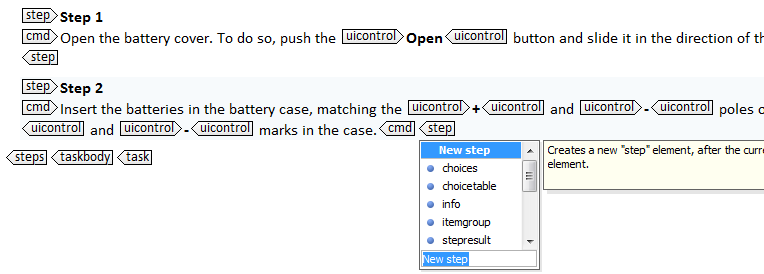 step Step 1
cmd Open the battery cover. To do so, push the uicontrol Open uicontrol button and slide it in the direction of th
step
step Step 2
cmd Insert the batteries in the battery case, matching the uicontrol + uicontrol and uicontrol - uicontrol poles o
uicontrol and uicontrol - uicontrol marks in the case. cmd step
steps taskbody task
New step
choices
choicetable
info
itemgroup
stepresult
New step
Creates a new "step" element, after the curre
element.